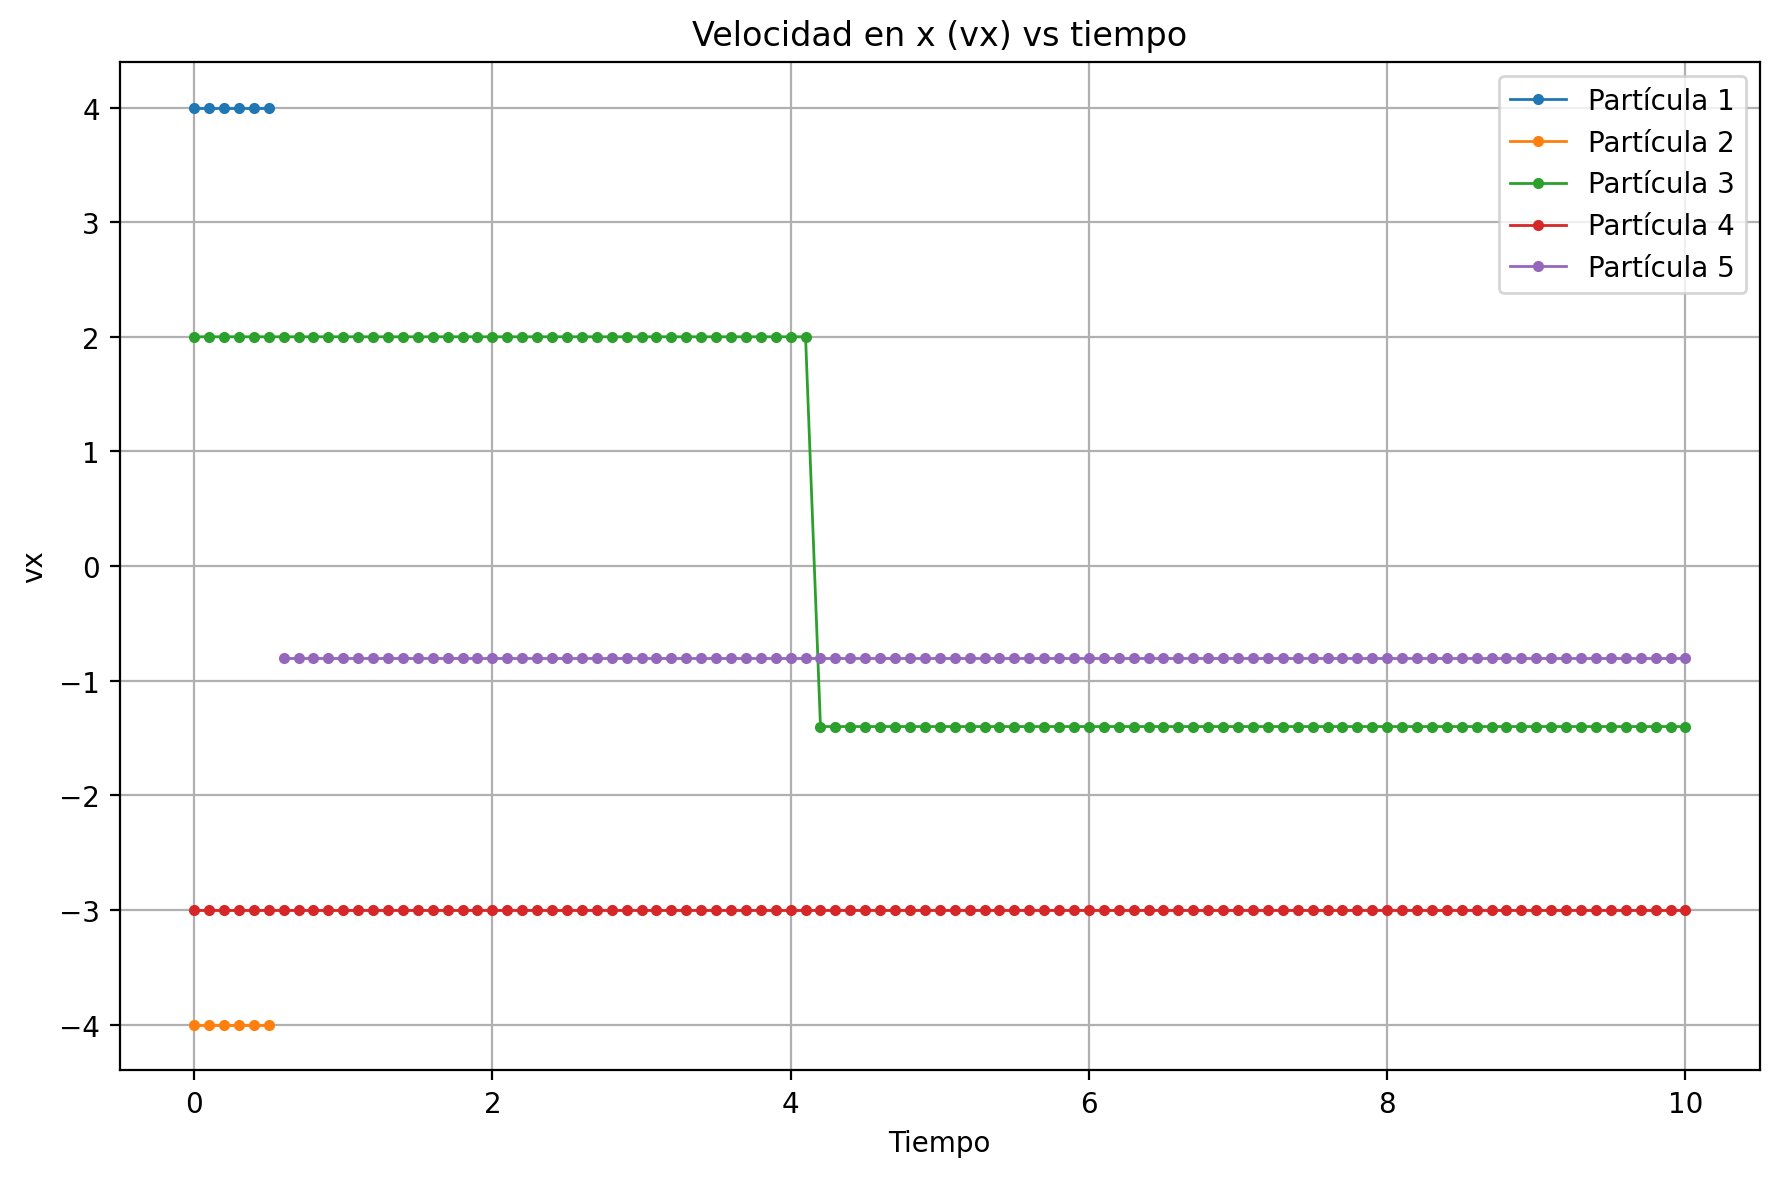 Velocidad en x (vx) vs tiempo
4
3
2
1
0
−1
−2
−3
−4
vx
Partícula 1
Partícula 2
Partícula 3
Partícula 4
Partícula 5
0 2 4 6 8 10
Tiempo